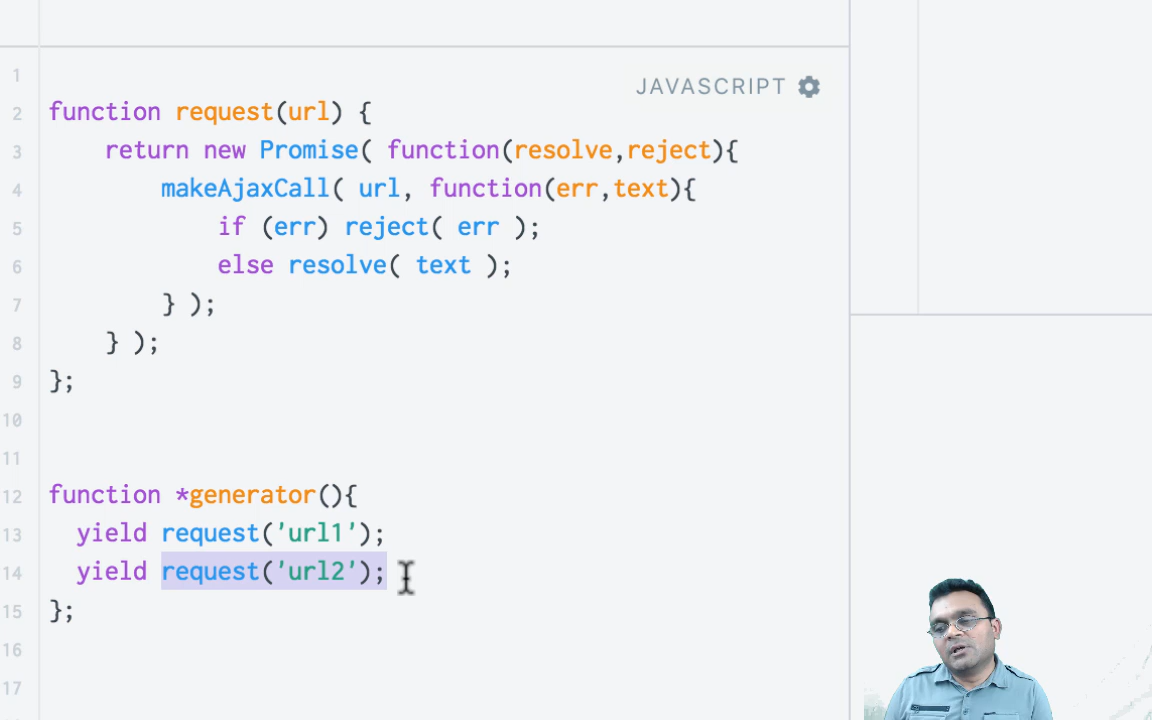 JAVASCRIPT
1
2 function request(url) {
3 return new Promise( function(resolve,reject){
4 makeAjaxCall( url, function(err,text){
5 if (err) reject( err );
6 else resolve( text );
7 } );
8 } );
9 };
10
11
12 function *generator(){
13 yield request('url1');
14 yield request('url2');
15 };
16
17